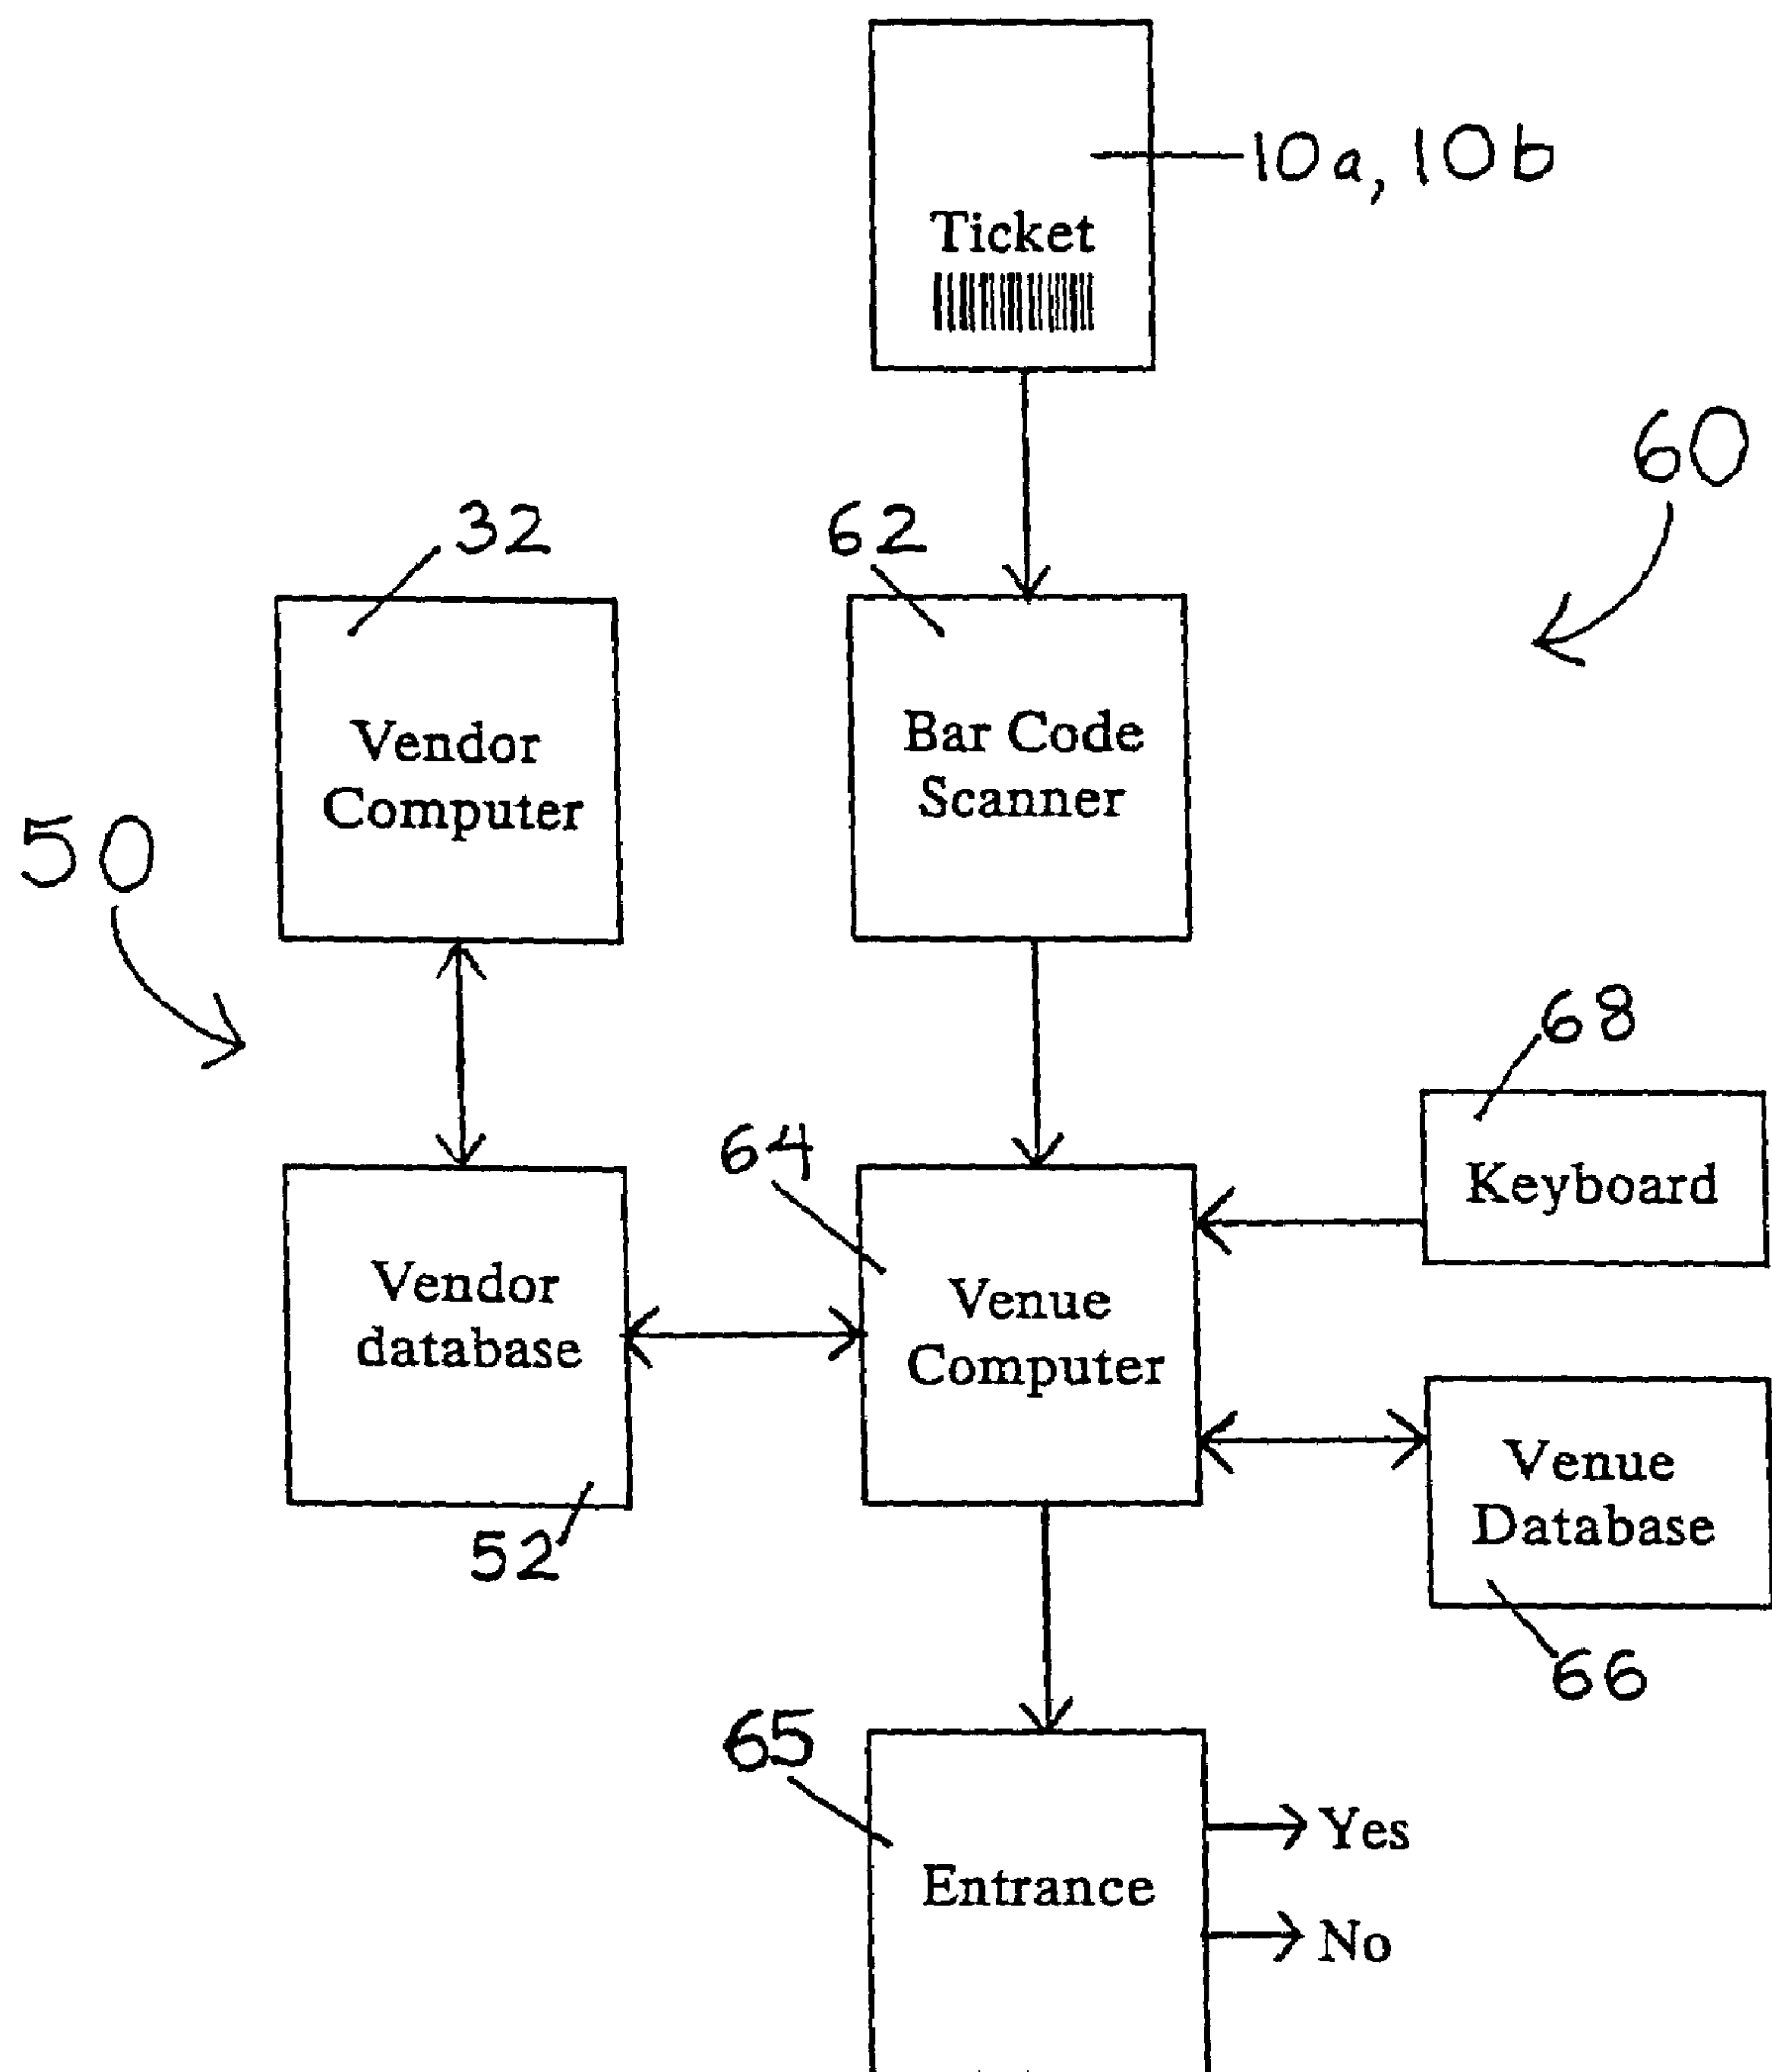 10a, 10b
Ticket
60
32
62
Vendor
Computer
Bar Code
Scanner
50
68
64
Keyboard
Vendor
database
Venue
Computer
Venue
Database
52
66
65
Yes
Entrance
No